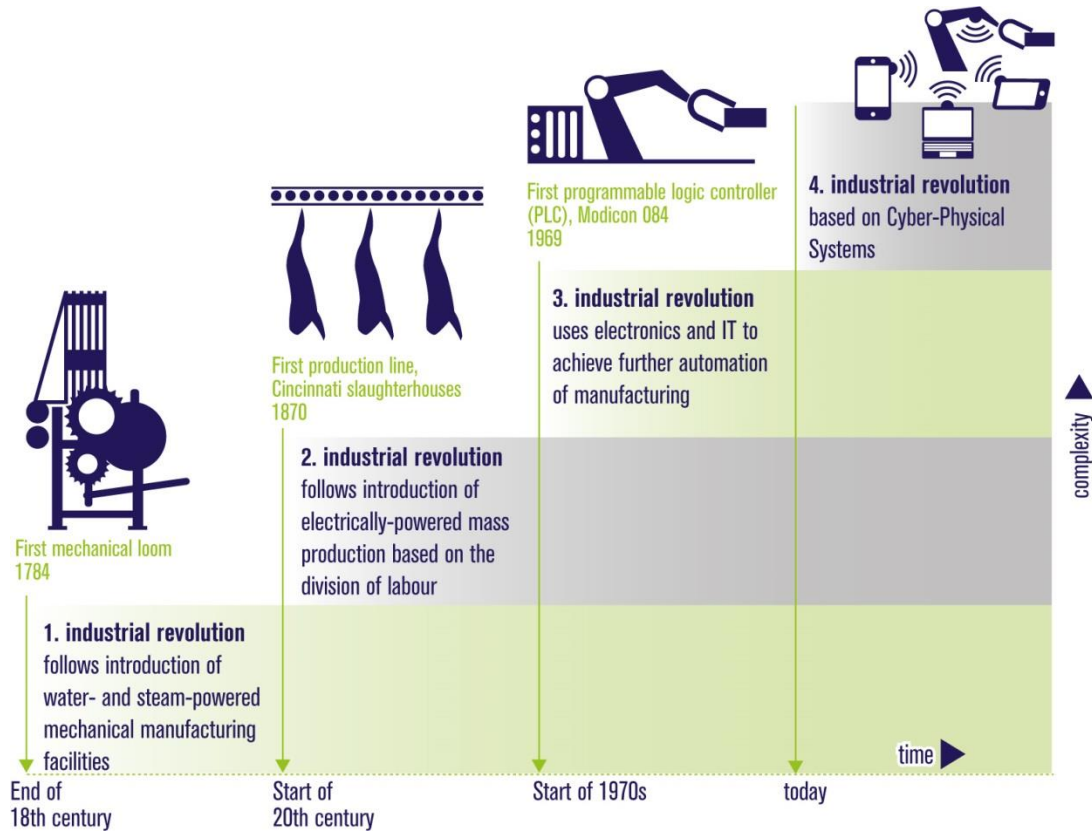 First mechanical loom
1784
1. industrial revolution
follows introduction of
water- and steam-powered
mechanical manufacturing
facilities
End of
18th century
First production line,
Cincinnati slaughterhouses
1870
2. industrial revolution
follows introduction of
electrically-powered mass
production based on the
division of labour
Start of
20th century
First programmable logic controller
(PLC), Modicon 084
1969
3. industrial revolution
uses electronics and IT to
achieve further automation
of manufacturing
Start of 1970s
4. industrial revolution
based on Cyber-Physical
Systems
today
time
complexity